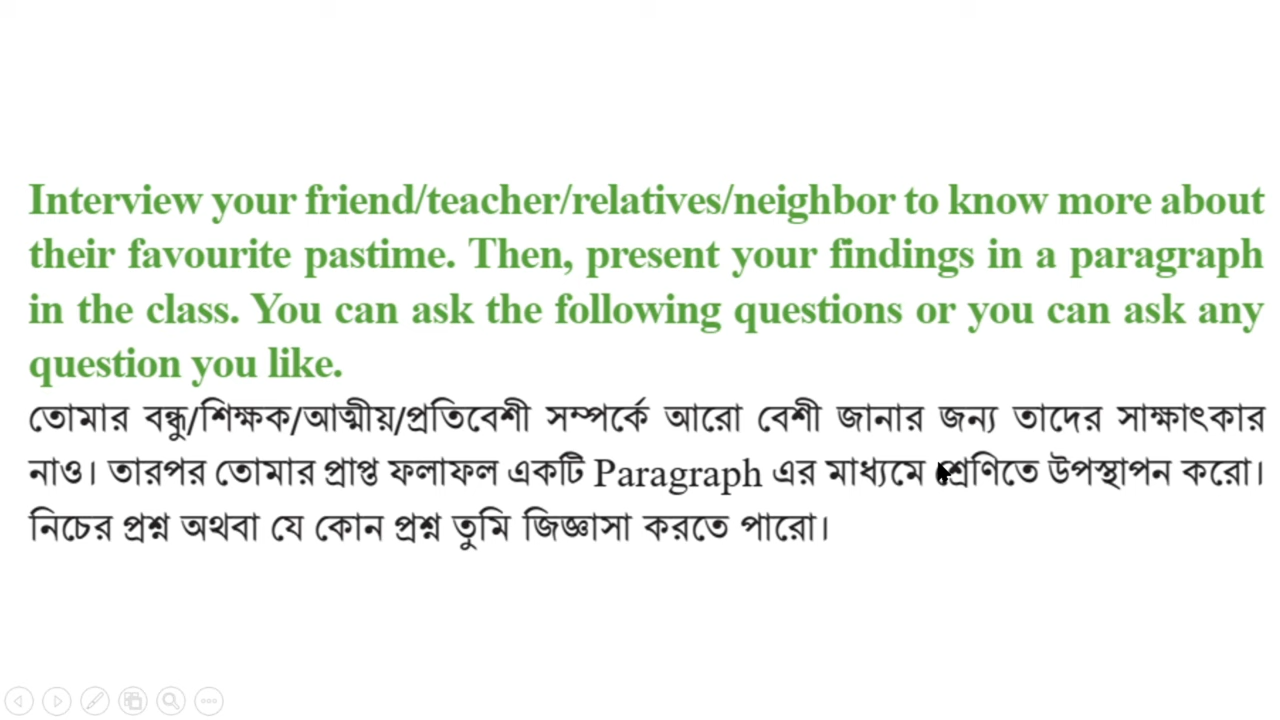 Interview your friend/teacher/relatives/neighbor to know more about
their favourite pastime. Then, present your findings in a paragraph
in the class. You can ask the following questions or you can ask any
question you like.
তোমার বন্ধু/শিক্ষক/আত্মীয়/প্রতিবেশী সম্পর্কে আরো বেশী জানার জন্য তাদের সাক্ষাৎকার
নাও। তারপর তোমার প্রাপ্ত ফলাফল একটি Paragraph এর মাধ্যমে শ্রেণিতে উপস্থাপন করো।
নিচের প্রশ্ন অথবা যে কোন প্রশ্ন তুমি জিজ্ঞাসা করতে পারো।